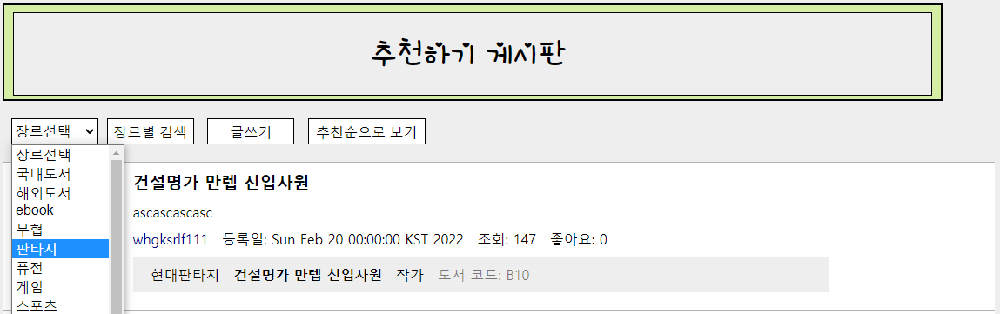 추천하기 게시판
장르선택 장르별 검색 글쓰기 추천순으로 보기
장르선택
국내도서
해외도서
ebook
무협
판타지
퓨전
게임
스포츠
건설명가 만렙 신입사원
ascascascasc
whgksrlf111 등록일: Sun Feb 20 00:00:00 KST 2022 조회: 147 좋아요: 0
현대판타지 건설명가 만렙 신입사원 작가 도서 코드: B10